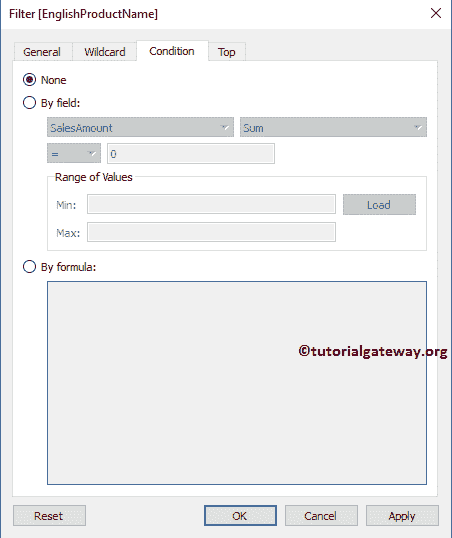 Filter [EnglishProductName]
General Wildcard Condition Top
None
By field:
SalesAmount Sum
= 0
Range of Values
Min: Load
Max:
By formula:
©tutorialgateway.org
Reset OK Cancel Apply